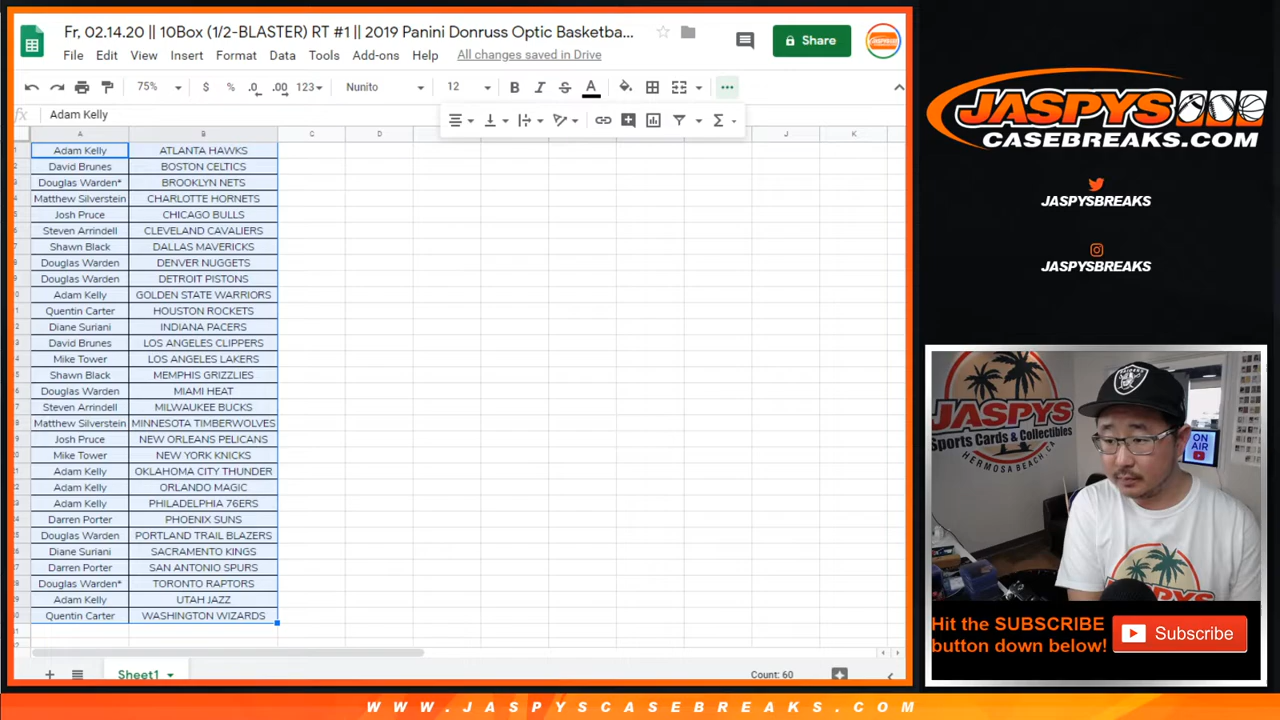 Fr, 02.14.20 || 10Box (1/2-BLASTER) RT #1 || 2019 Panini Donruss Optic Basketba...
Share
File Edit View Insert Format Data Tools Add-ons Help All changes saved in Drive
75% $ % .0 .00 123 Nunito 12 B I S A
fx Adam Kelly
A B C D J K
Adam Kelly ATLANTA HAWKS
David Brunes BOSTON CELTICS
Douglas Warden* BROOKLYN NETS
Matthew Silverstein CHARLOTTE HORNETS
Josh Pruce CHICAGO BULLS
Steven Arrindell CLEVELAND CAVALIERS
Shawn Black DALLAS MAVERICKS
Douglas Warden DENVER NUGGETS
Douglas Warden DETROIT PISTONS
Adam Kelly GOLDEN STATE WARRIORS
Quentin Carter HOUSTON ROCKETS
Diane Suriani INDIANA PACERS
David Brunes LOS ANGELES CLIPPERS
Mike Tower LOS ANGELES LAKERS
Shawn Black MEMPHIS GRIZZLIES
Douglas Warden MIAMI HEAT
Steven Arrindell MILWAUKEE BUCKS
Matthew Silverstein MINNESOTA TIMBERWOLVES
Josh Pruce NEW ORLEANS PELICANS
Mike Tower NEW YORK KNICKS
Adam Kelly OKLAHOMA CITY THUNDER
Adam Kelly ORLANDO MAGIC
Adam Kelly PHILADELPHIA 76ERS
Darren Porter PHOENIX SUNS
Douglas Warden PORTLAND TRAIL BLAZERS
Diane Suriani SACRAMENTO KINGS
Darren Porter SAN ANTONIO SPURS
Douglas Warden* TORONTO RAPTORS
Adam Kelly UTAH JAZZ
Quentin Carter WASHINGTON WIZARDS
Sheet1
Count: 60
JASPYS
CASEBREAKS.COM
JASPYSBREAKS
JASPYSBREAKS
JASPYS
Sports Cards & Collectibles
HERMOSA BEACH, CA
RAIDERS
ON
AIR
JASPYS
Hit the SUBSCRIBE
button down below!
Subscribe
WWW.JASPYSCASEBREAKS.COM